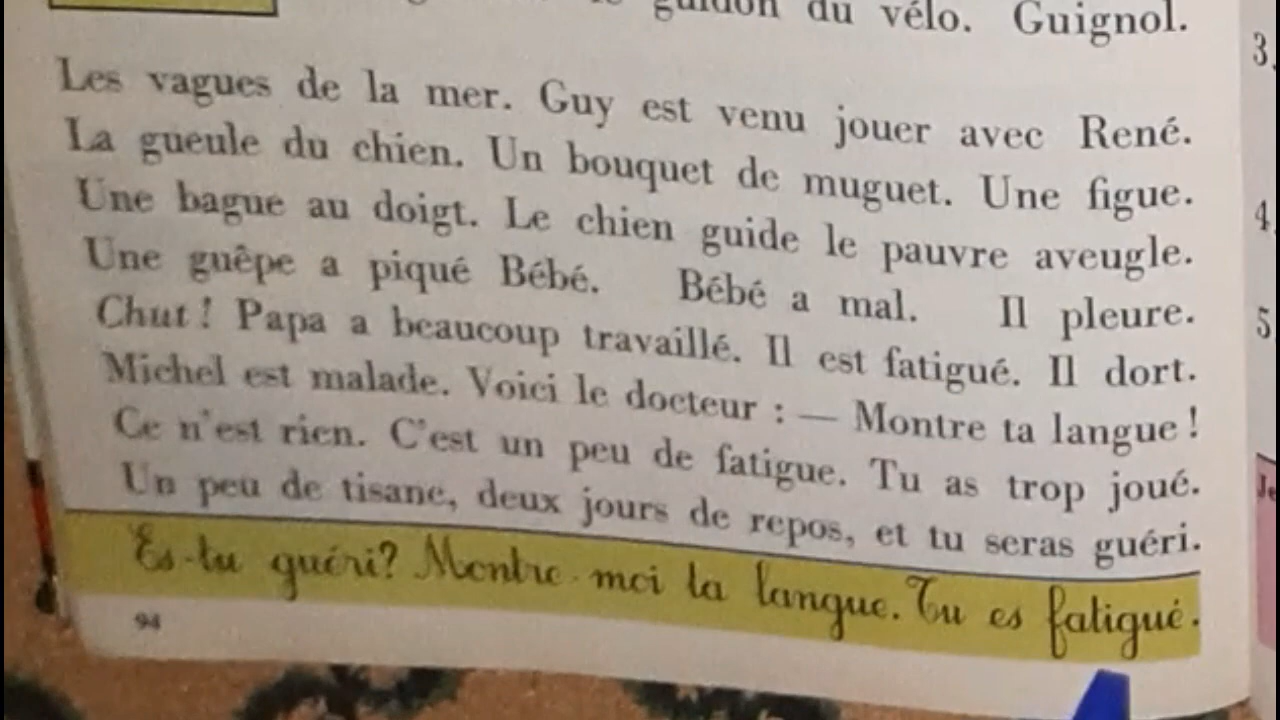 guidon du vélo. Guignol.
Les vagues de la mer. Guy est venu jouer avec René.
La gueule du chien. Un bouquet de muguet. Une figue.
Une bague au doigt. Le chien guide le pauvre aveugle.
Une guêpe a piqué Bébé. Bébé a mal. Il pleure.
Chut ! Papa a beaucoup travaillé. Il est fatigué. Il dort.
Michel est malade. Voici le docteur : — Montre ta langue !
Ce n'est rien. C'est un peu de fatigue. Tu as trop joué.
Un peu de tisane, deux jours de repos, et tu seras guéri.
Es-tu guéri? Montre-moi ta langue. Tu es fatigué.
94
3.
4
5